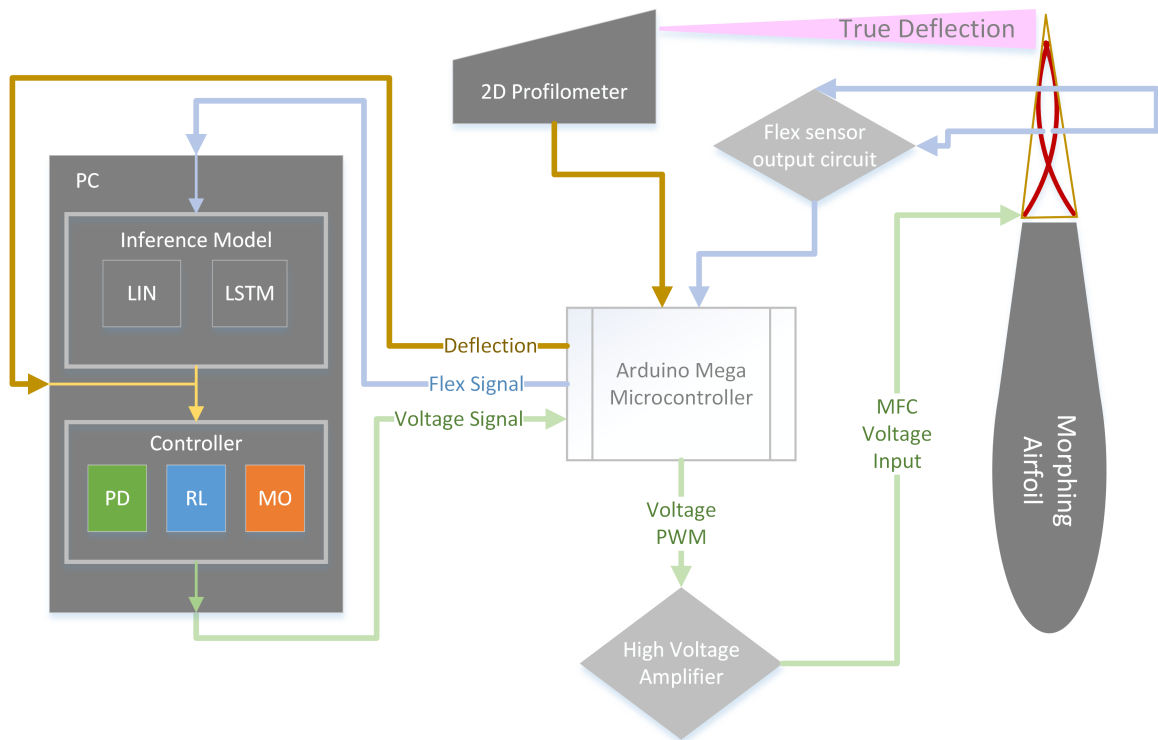 True Deflection
2D Profilometer
Flex sensor
output circuit
PC
Inference Model
LIN
LSTM
Deflection
Flex Signal
Voltage Signal
Arduino Mega
Microcontroller
Controller
PD
RL
MO
MFC
Voltage
Input
Morphing
Airfoil
Voltage
PWM
High Voltage
Amplifier